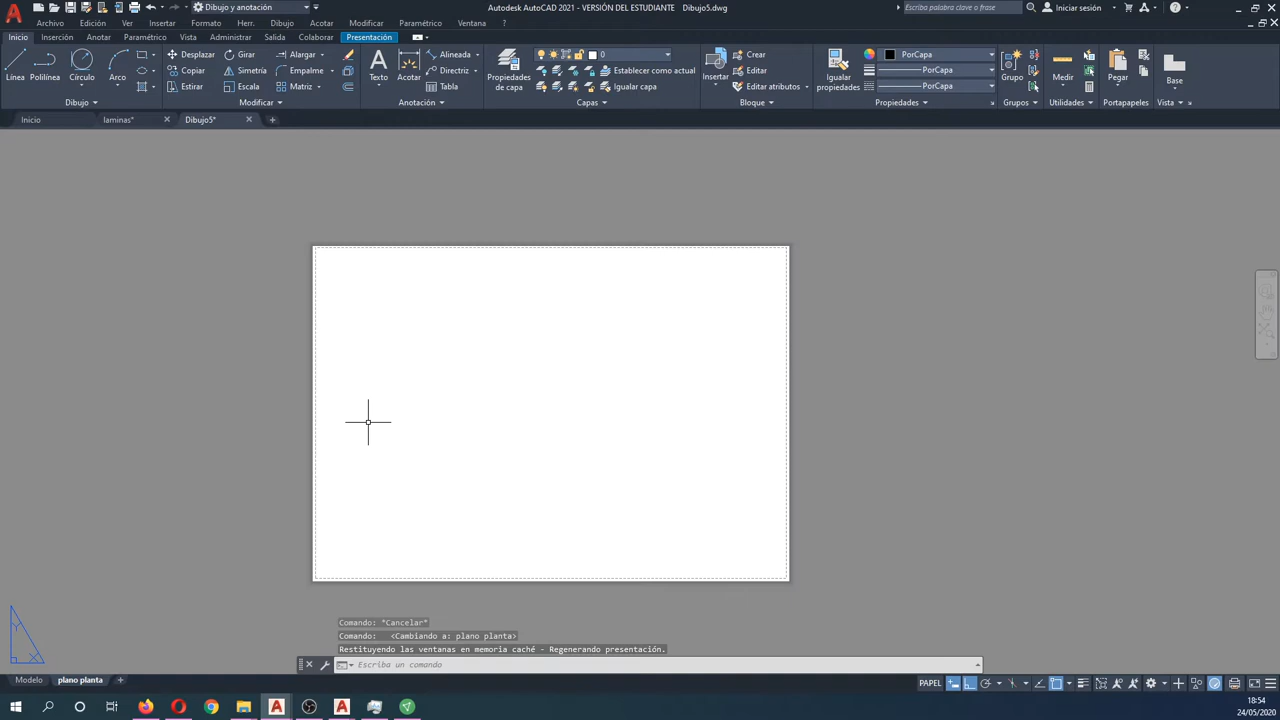 Dibujo y anotación
Autodesk AutoCAD 2021 - VERSIÓN DEL ESTUDIANTE Dibujo5.dwg
Escriba palabra clave o frase
Iniciar sesión
Archivo Edición Ver Insertar Formato Herr. Dibujo Acotar Modificar Paramétrico Ventana ?
Inicio Inserción Anotar Paramétrico Vista Administrar Salida Colaborar Presentación
Línea Polilínea Círculo Arco
Desplazar Girar Alargar
Copiar Simetría Empalme
Estirar Escala Matriz
Texto Acotar
Alineada
Directriz
Tabla
Propiedades de capa
0
Establecer como actual
Igualar capa
Insertar
Crear
Editar
Editar atributos
Igualar propiedades
PorCapa
PorCapa
PorCapa
Grupo
Medir
Pegar
Base
Dibujo Modificar Anotación Capas Bloque Propiedades Grupos Utilidades Portapapeles Vista
Inicio laminas* Dibujo5*
Y
X
Comando: *Cancelar*
Comando: <Cambiando a: plano planta>
Restituyendo las ventanas en memoria caché - Regenerando presentación.
Escriba un comando
Modelo plano planta
PAPEL
18:54
24/05/2020